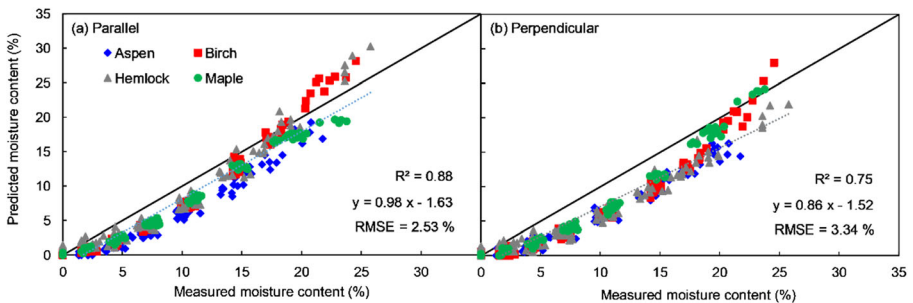 (a) Parallel
Aspen
Birch
Hemlock
Maple
R² = 0.88
y = 0.98 x - 1.63
RMSE = 2.53 %
Predicted moisture content (%)
35
30
25
20
15
10
5
0
0 5 10 15 20 25 30
Measured moisture content (%)
(b) Perpendicular
R² = 0.75
y = 0.86 x - 1.52
RMSE = 3.34 %
0 5 10 15 20 25 30 35
Measured moisture content (%)